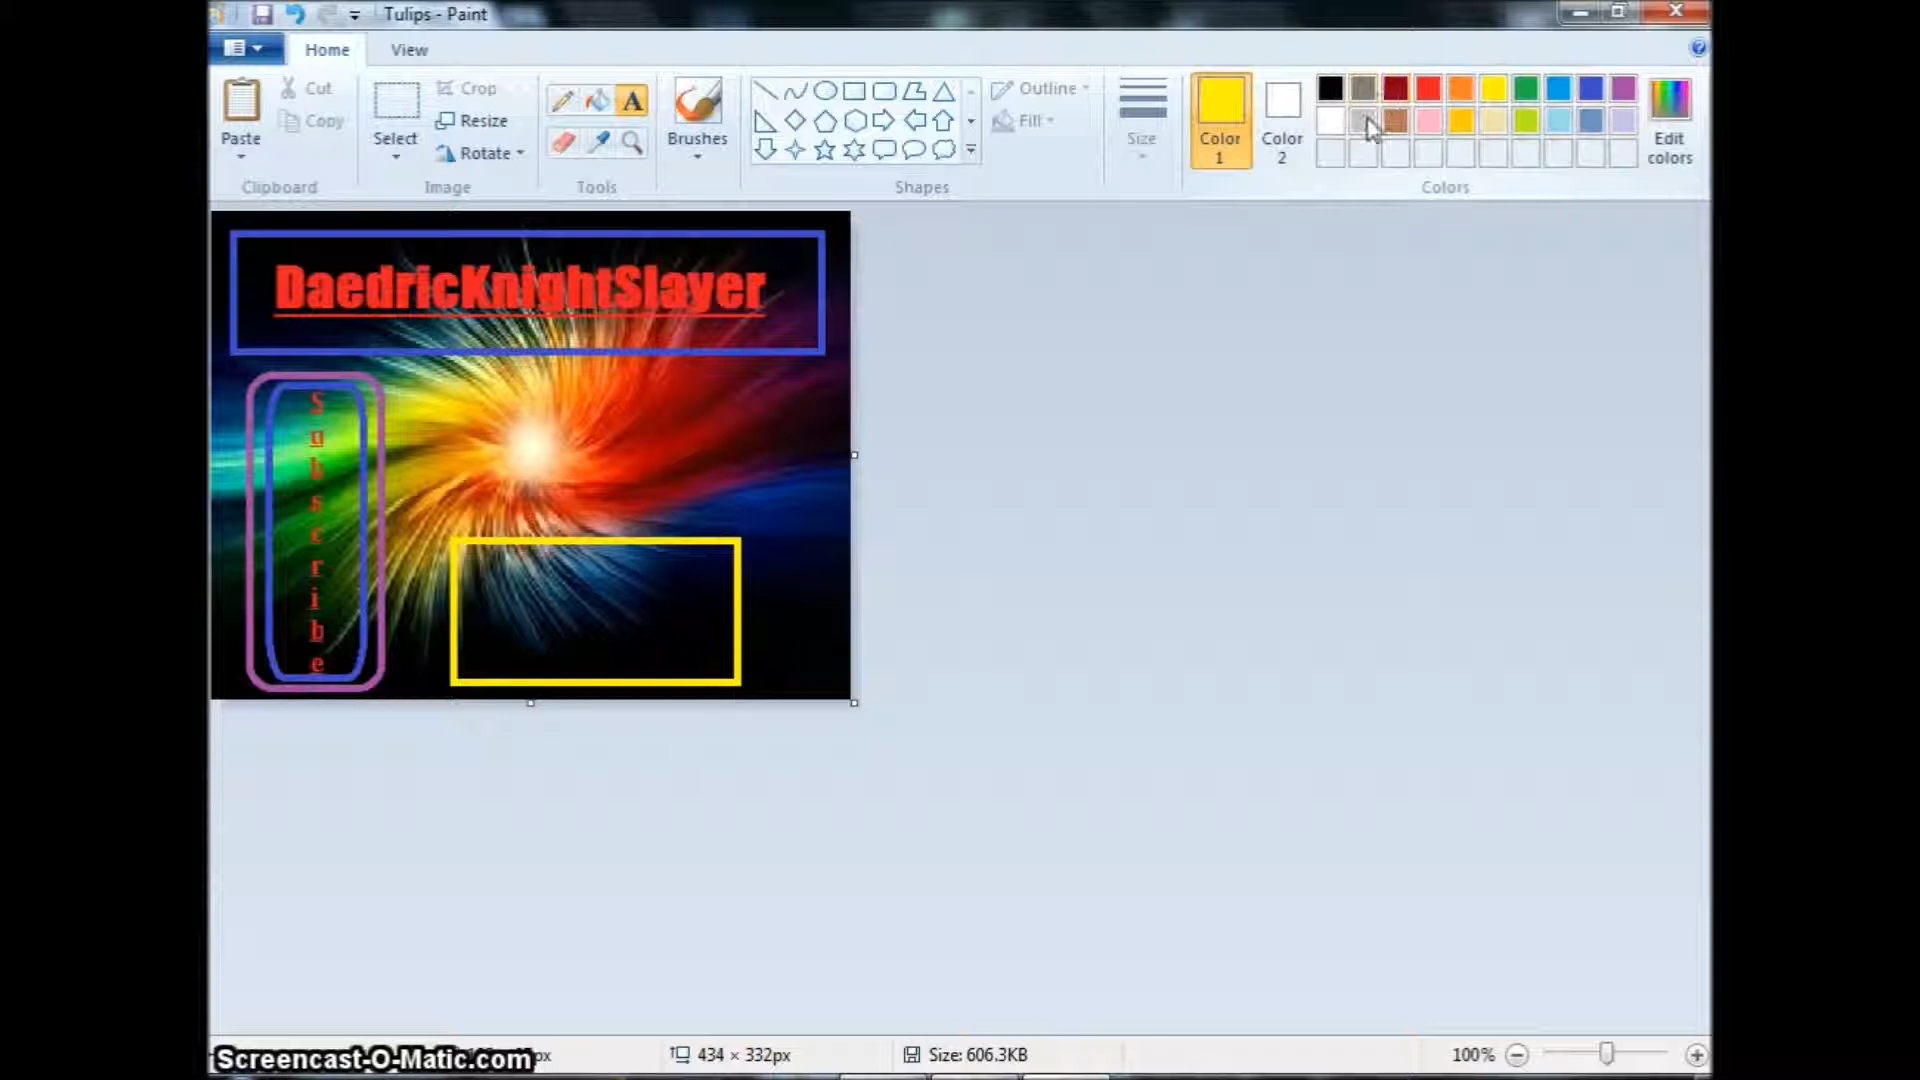 Tulips - Paint
Home View
Paste
Cut
Copy
Clipboard
Select
Crop
Resize
Rotate
Image
A
Tools
Brushes
Shapes
Outline
Fill
Size
Color 1
Color 2
Edit colors
Colors
DaedricKnightSlayer
S
u
b
s
c
r
i
b
e
Screencast-O-Matic.com
px
434 × 332px
Size: 606.3KB
100%